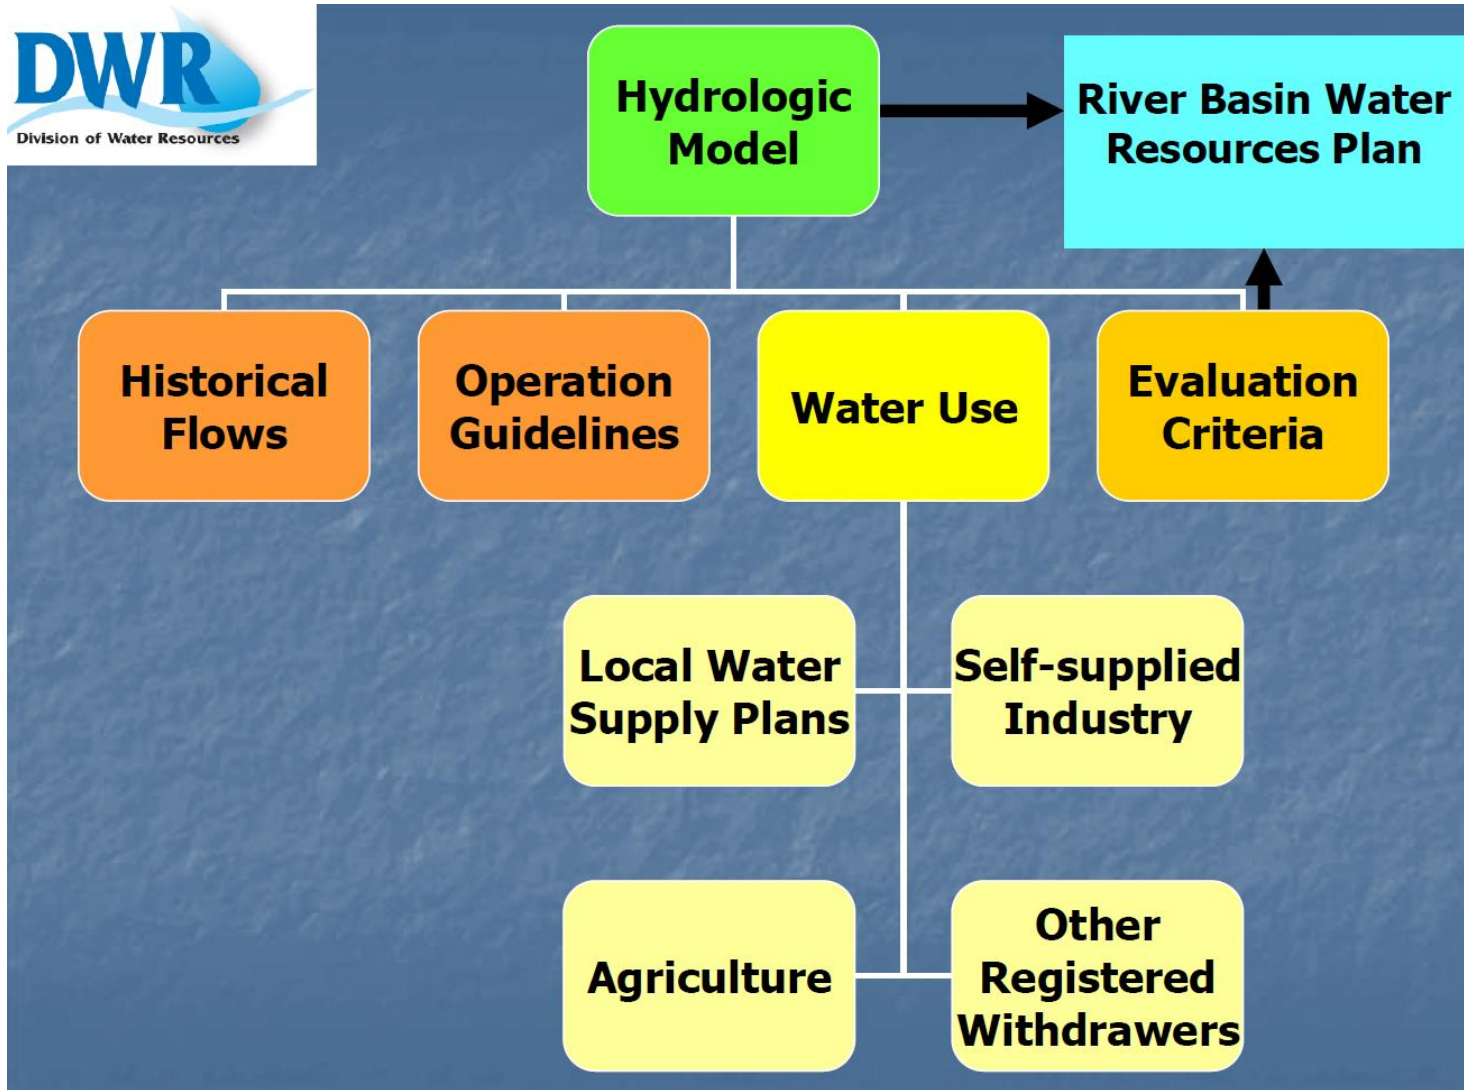 DWR
Division of Water Resources
Hydrologic
Model
River Basin Water
Resources Plan
Historical
Flows
Operation
Guidelines
Water Use
Evaluation
Criteria
Local Water
Supply Plans
Self-supplied
Industry
Agriculture
Other
Registered
Withdrawers